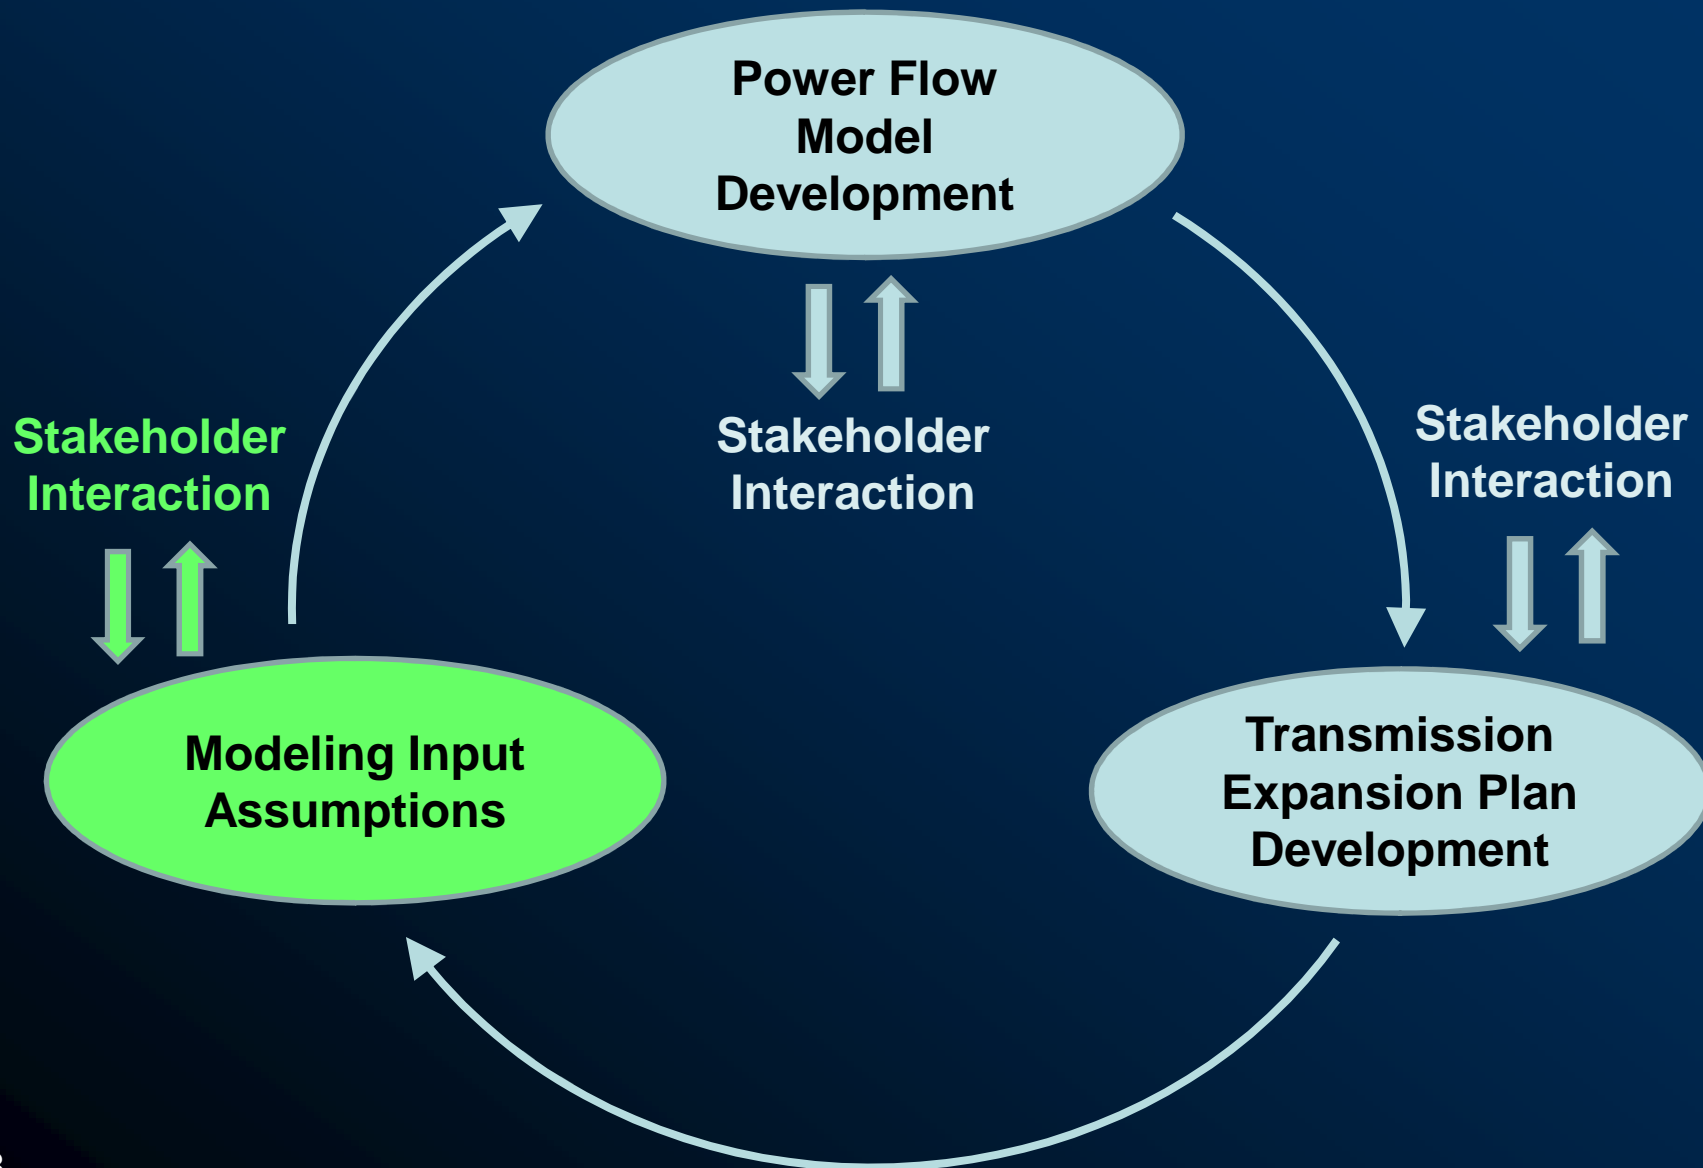 Power Flow
Model
Development
Stakeholder
Interaction
Stakeholder
Interaction
Stakeholder
Interaction
Modeling Input
Assumptions
Transmission
Expansion Plan
Development